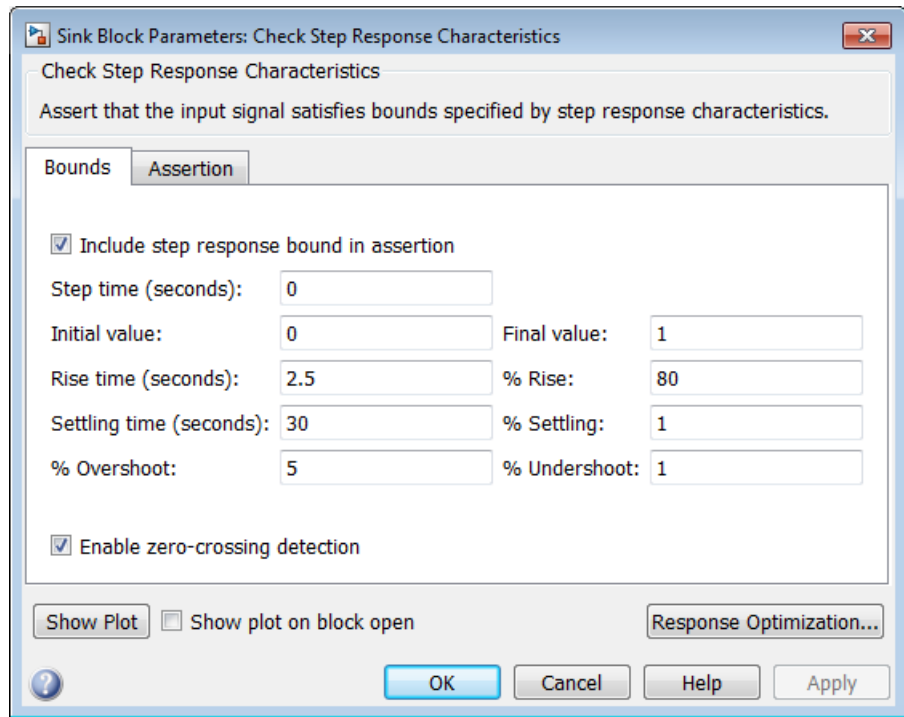 Sink Block Parameters: Check Step Response Characteristics
Check Step Response Characteristics
Assert that the input signal satisfies bounds specified by step response characteristics.
Bounds Assertion
Include step response bound in assertion
Step time (seconds): 0
Initial value: 0 Final value: 1
Rise time (seconds): 2.5 % Rise: 80
Settling time (seconds): 30 % Settling: 1
% Overshoot: 5 % Undershoot: 1
Enable zero-crossing detection
Show Plot Show plot on block open Response Optimization...
? OK Cancel Help Apply